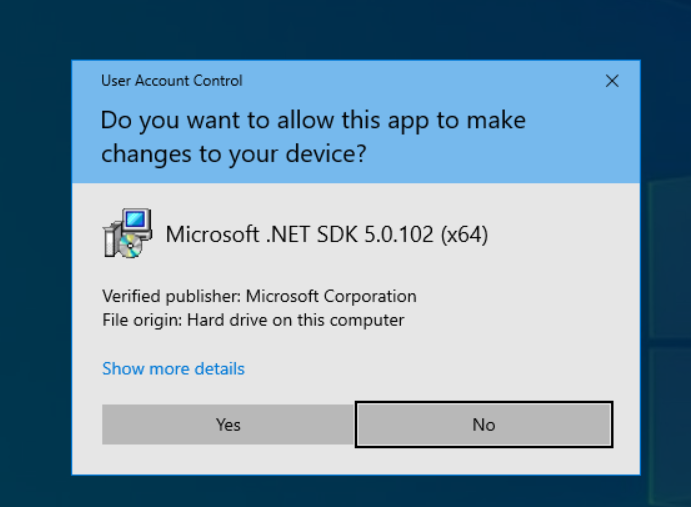 User Account Control
Do you want to allow this app to make
changes to your device?
Microsoft .NET SDK 5.0.102 (x64)
Verified publisher: Microsoft Corporation
File origin: Hard drive on this computer
Show more details
Yes
No